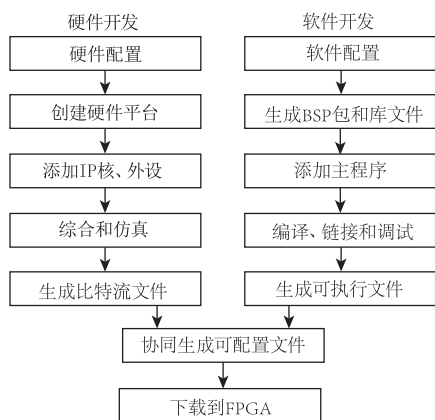 硬件开发
硬件配置
创建硬件平台
添加IP核、外设
综合和仿真
生成比特流文件
软件开发
软件配置
生成BSP包和库文件
添加主程序
编译、链接和调试
生成可执行文件
协同生成可配置文件
下载到FPGA